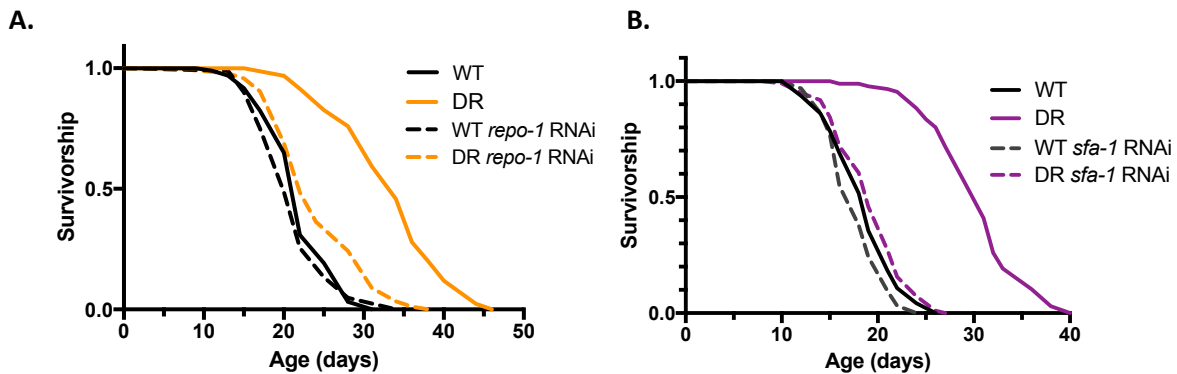 A.
Survivorship
1.0
0.5
0.0
0 10 20 30 40 50
Age (days)
WT
DR
WT repo-1 RNAi
DR repo-1 RNAi
B.
Survivorship
1.0
0.5
0.0
0 10 20 30 40
Age (days)
WT
DR
WT sfa-1 RNAi
DR sfa-1 RNAi